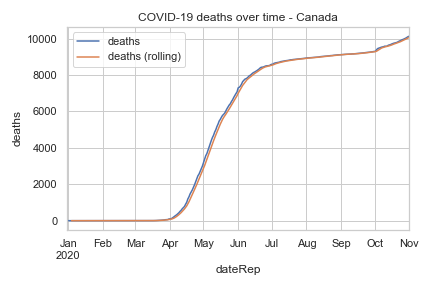 COVID-19 deaths over time - Canada
deaths
deaths (rolling)
10000
8000
6000
4000
2000
0
deaths
Jan Feb Mar Apr May Jun Jul Aug Sep Oct Nov
2020
dateRep